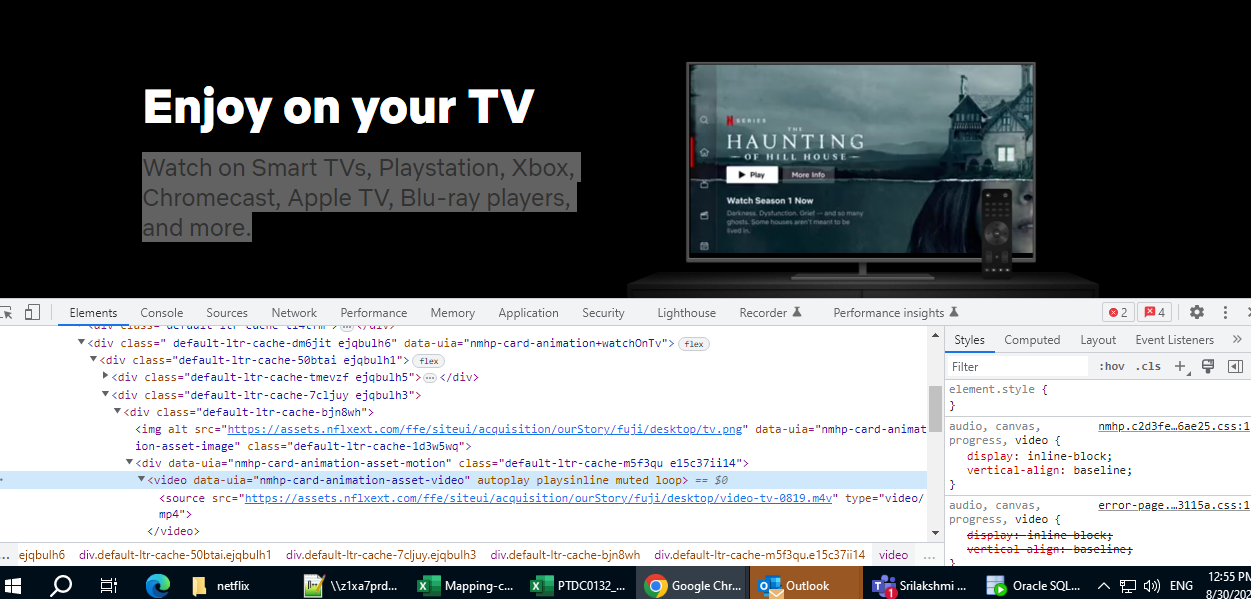 Enjoy on your TV
Watch on Smart TVs, Playstation, Xbox,
Chromecast, Apple TV, Blu-ray players,
and more.
N SERIES
THE
HAUNTING
OF HILL HOUSE
Play More Info
Watch Season 1 Now
Darkness. Dysfunction. Grief -- and so many
ghosts. Some houses aren't meant to be
lived in.
Elements Console Sources Network Performance Memory Application Security Lighthouse Recorder Performance insights 2 4
<div class=" default-ltr-cache-dm6jit ejqbulh6" data-uia="nmhp-card-animation+watchOnTv"> flex
<div class="default-ltr-cache-50btai ejqbulh1"> flex
<div class="default-ltr-cache-tmevzf ejqbulh5"> … </div>
<div class="default-ltr-cache-7cljuy ejqbulh3">
<div class="default-ltr-cache-bjn8wh">
<img alt src="https://assets.nflxext.com/ffe/siteui/acquisition/ourStory/fuji/desktop/tv.png" data-uia="nmhp-card-animat
ion-asset-image" class="default-ltr-cache-1d3w5wq">
<div data-uia="nmhp-card-animation-asset-motion" class="default-ltr-cache-m5f3qu e15c37ii14">
<video data-uia="nmhp-card-animation-asset-video" autoplay playsinline muted loop> == $0
<source src="https://assets.nflxext.com/ffe/siteui/acquisition/ourStory/fuji/desktop/video-tv-0819.m4v" type="video/
mp4">
</video>
... ejqbulh6 div.default-ltr-cache-50btai.ejqbulh1 div.default-ltr-cache-7cljuy.ejqbulh3 div.default-ltr-cache-bjn8wh div.default-ltr-cache-m5f3qu.e15c37ii14 video ...
Styles Computed Layout Event Listeners »
Filter :hov .cls +
element.style {
}
audio, canvas, nmhp.c2d3fe…6ae25.css:1
progress, video {
display: inline-block;
vertical-align: baseline;
}
audio, canvas, error-page.…3115a.css:1
progress, video {
display: inline-block;
vertical-align: baseline;
}
netflix \\z1xa7prd... Mapping-c... PTDC0132_... Google Chr... Outlook 1 Srilakshmi ... Oracle SQL... ENG 12:55 PM